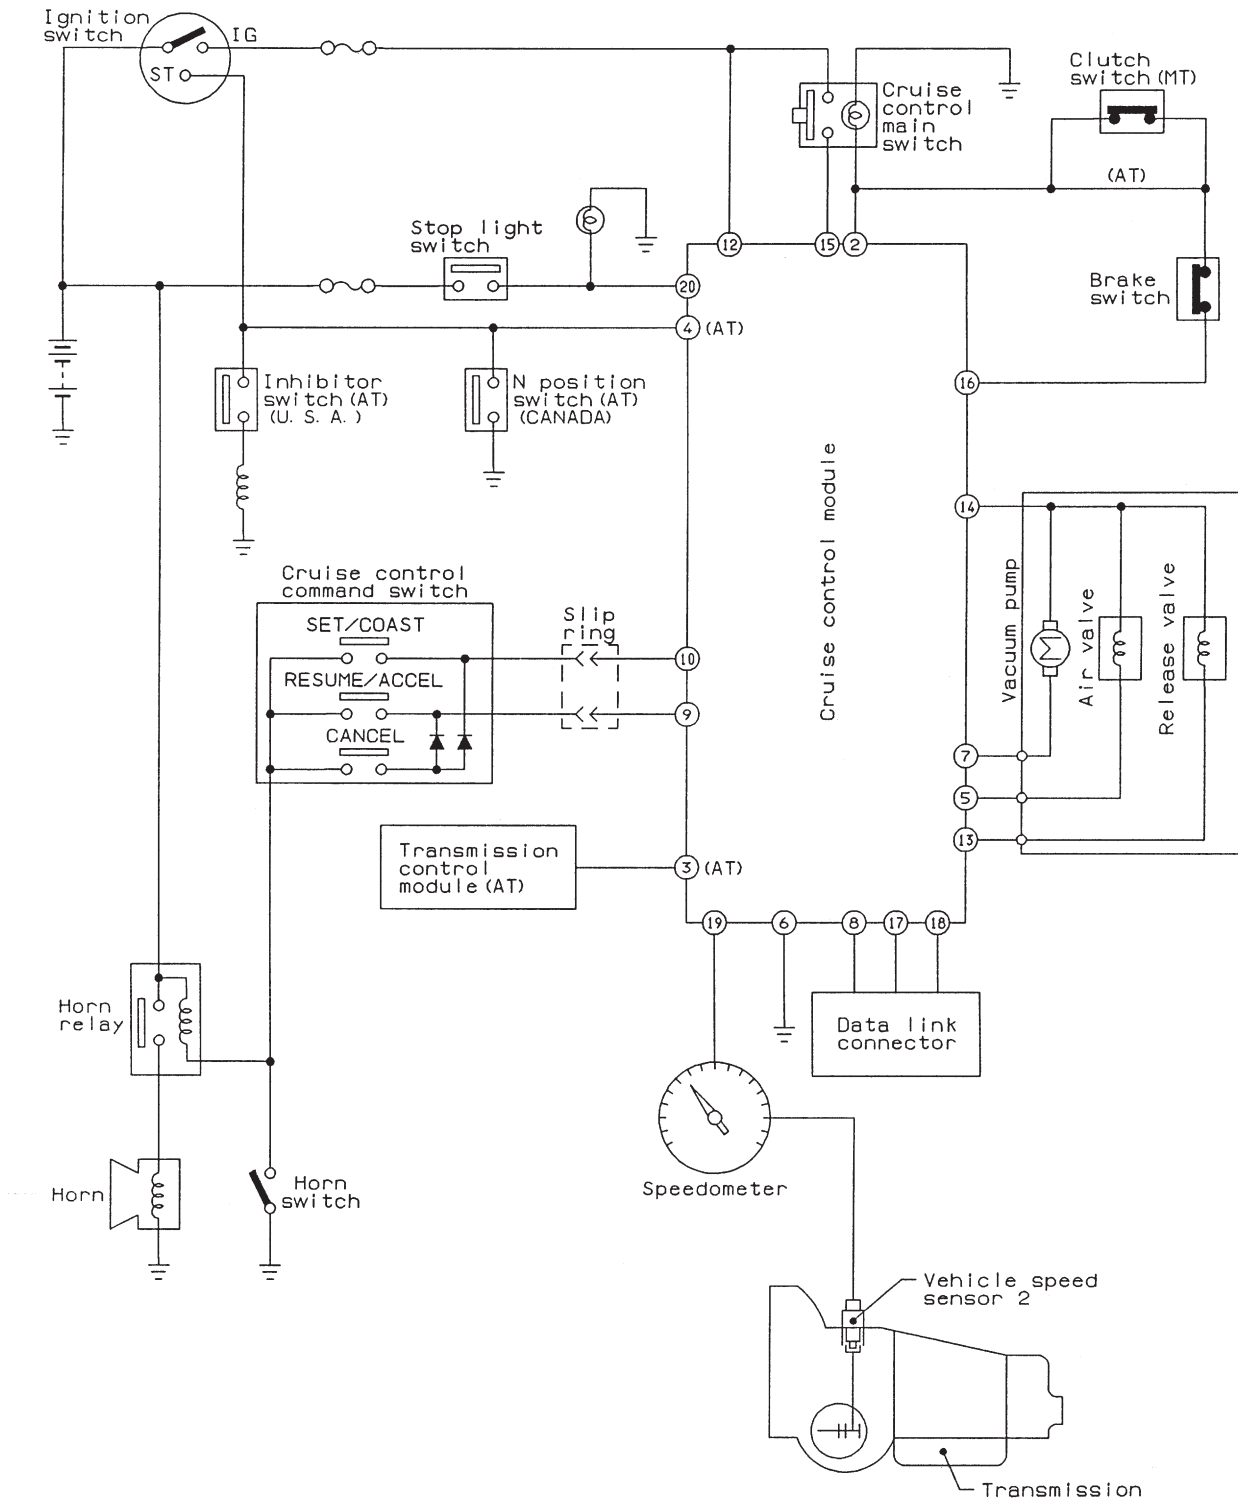 Ignition
switch
IG
ST
Clutch
switch (MT)
Cruise
control
main
switch
(AT)
Stop light
switch
12
15
2
Brake
switch
20
4
(AT)
Inhibitor
switch (AT)
(U. S. A. )
N position
switch (AT)
(CANADA)
16
14
Cruise control module
Cruise control
command switch
SET/COAST
RESUME/ACCEL
CANCEL
Slip
ring
10
9
Vacuum pump
Air valve
Release valve
7
5
13
Transmission
control
module (AT)
3
(AT)
19
6
8
17
18
Horn
relay
Data link
connector
Speedometer
Horn
Horn
switch
Vehicle speed
sensor 2
Transmission